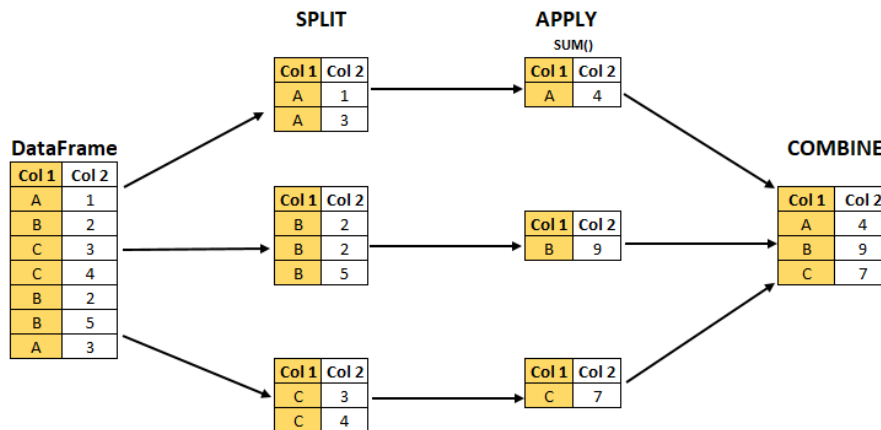 SPLIT
APPLY
SUM()
Col 1 Col 2
A 1
A 3
Col 1 Col 2
A 4
DataFrame
Col 1 Col 2
A 1
B 2
C 3
C 4
B 2
B 5
A 3
Col 1 Col 2
B 2
B 2
B 5
Col 1 Col 2
B 9
COMBINE
Col 1 Col 2
A 4
B 9
C 7
Col 1 Col 2
C 3
C 4
Col 1 Col 2
C 7